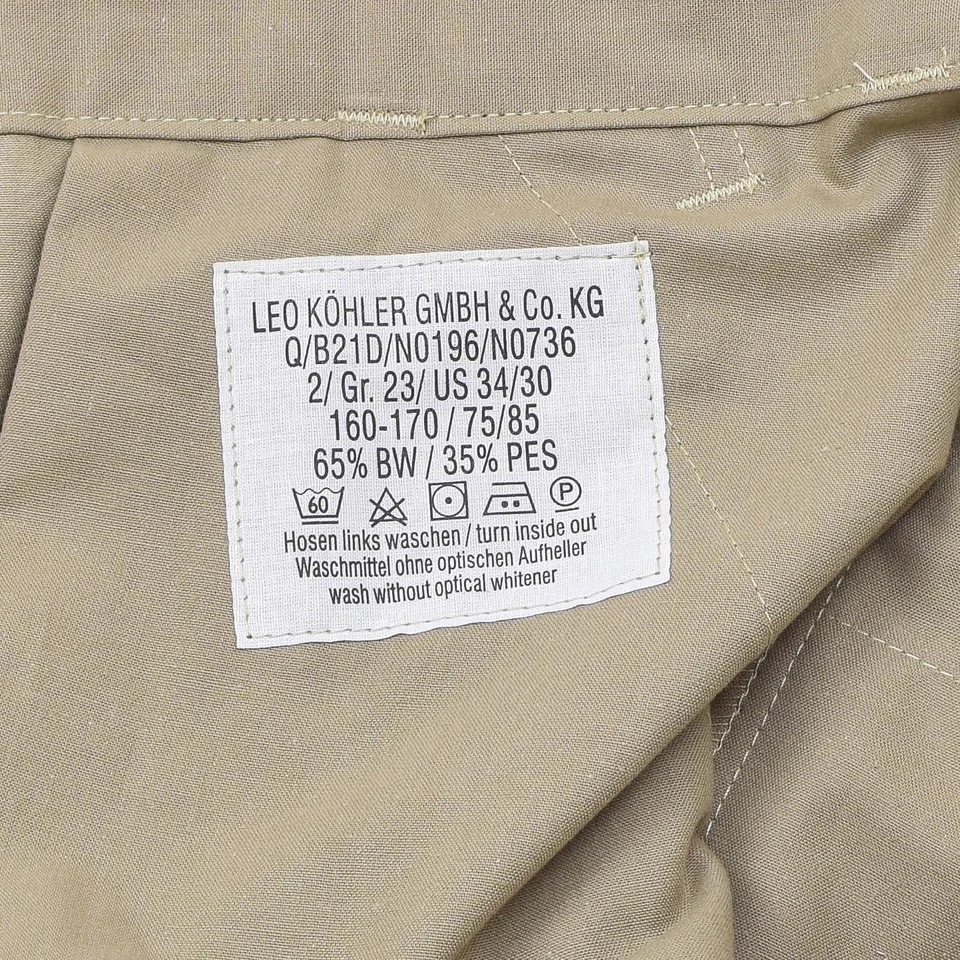 LEO KÖHLER GMBH & Co. KG
Q/B21D/N0196/N0736
2/ Gr. 23/ US 34/30
160-170 / 75/85
65% BW / 35% PES
60 P
Hosen links waschen / turn inside out
Waschmittel ohne optischen Aufheller
wash without optical whitener